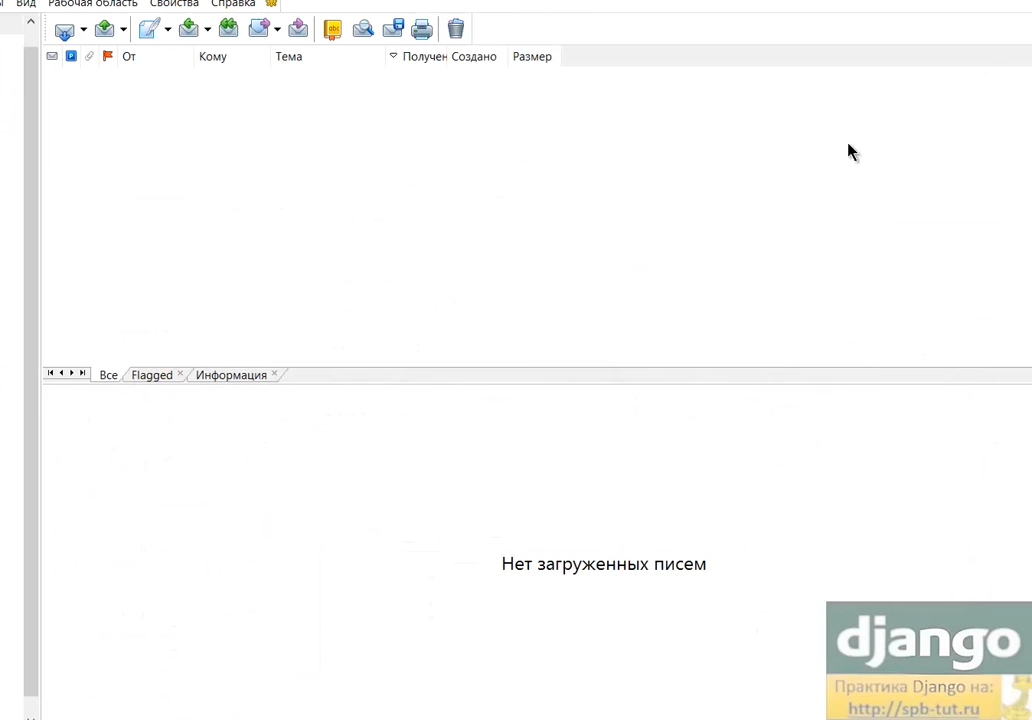 Вид Рабочая область Свойства Справка
abc
От Кому Тема Получен Создано Размер
Все Flagged Информация
Нет загруженных писем
django
Практика Django на:
http://spb-tut.ru